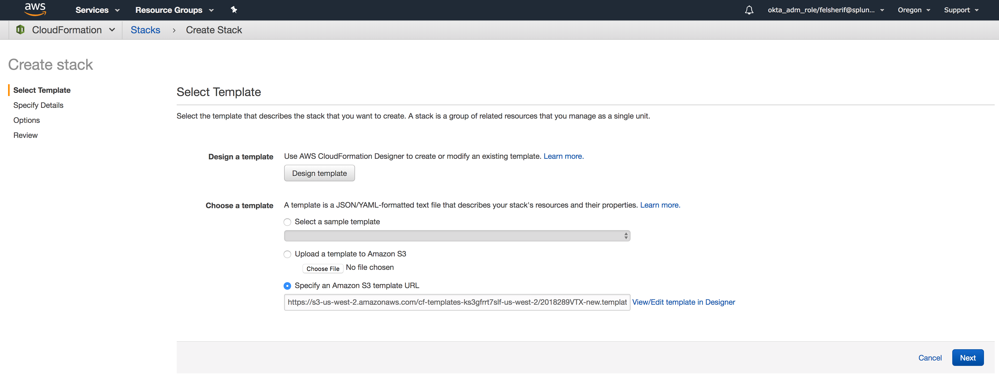 aws Services Resource Groups okta_adm_role/felsherif@splun... Oregon Support
CloudFormation Stacks > Create Stack
Create stack
Select Template
Specify Details
Options
Review
Select Template
Select the template that describes the stack that you want to create. A stack is a group of related resources that you manage as a single unit.
Design a template Use AWS CloudFormation Designer to create or modify an existing template. Learn more.
Design template
Choose a template A template is a JSON/YAML-formatted text file that describes your stack's resources and their properties. Learn more.
Select a sample template
Upload a template to Amazon S3
Choose File No file chosen
Specify an Amazon S3 template URL
https://s3-us-west-2.amazonaws.com/cf-templates-ks3gfrrt7slf-us-west-2/2018289VTX-new.templat View/Edit template in Designer
Cancel Next